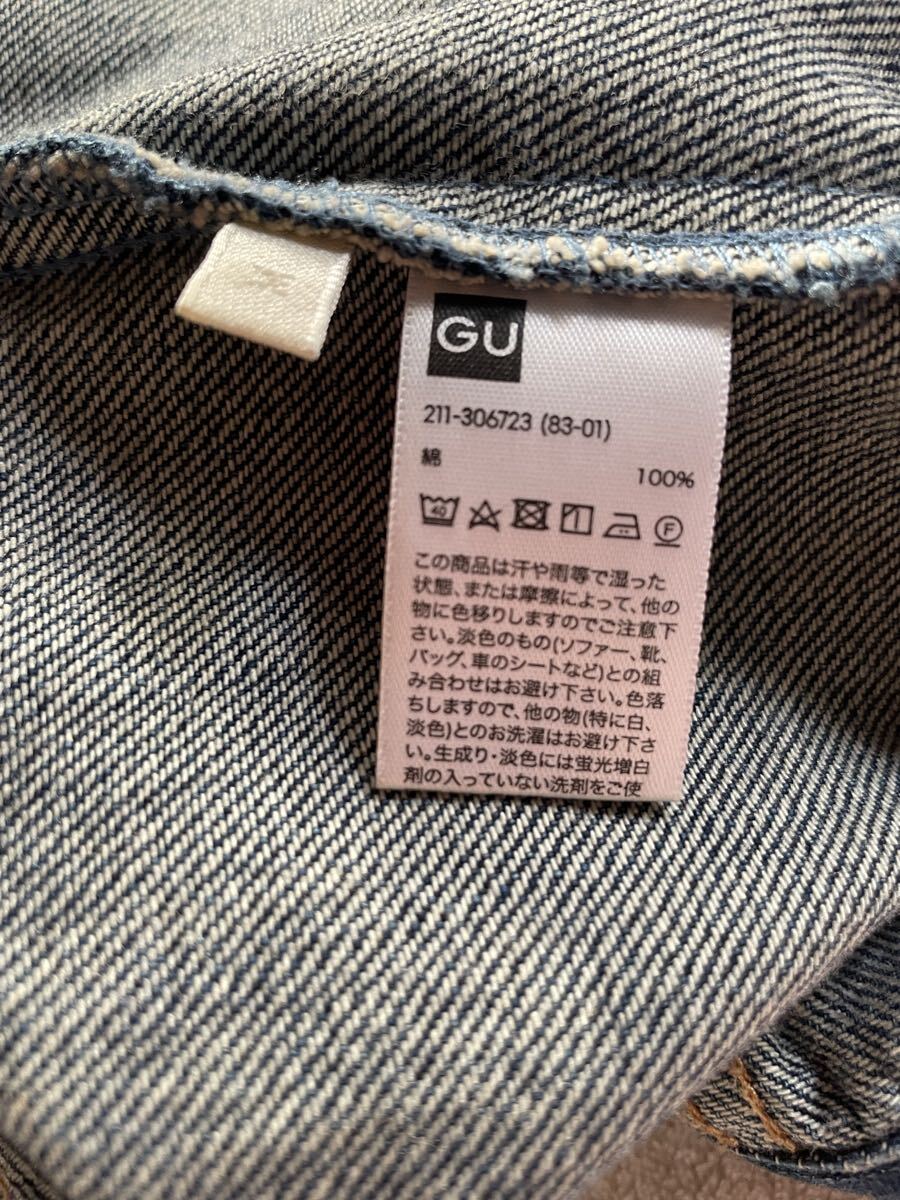 GU
211-306723 (83-01)
綿 100%
40
F
この商品は汗や雨等で湿った
状態、または摩擦によって、他の
物に色移りしますのでご注意下
さい。淡色のもの(ソファー、靴、
バッグ、車のシートなど)との組
み合わせはお避け下さい。色落
ちしますので、他の物(特に白、
淡色)とのお洗濯はお避け下さ
い。生成り・淡色には蛍光増白
剤の入っていない洗剤をご使